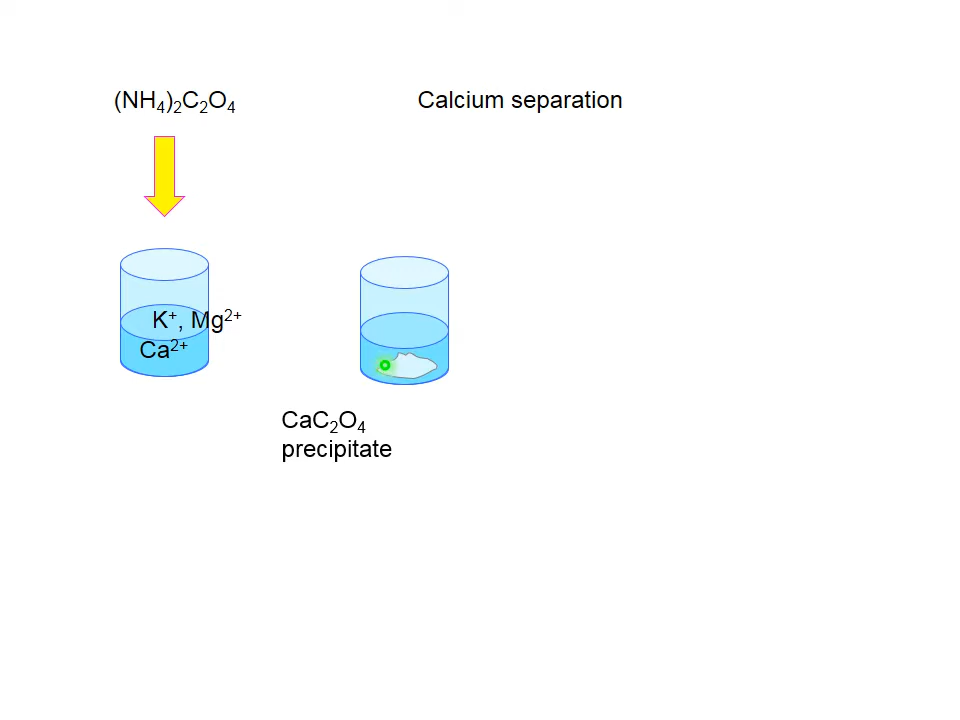 (NH₄)₂C₂O₄
Calcium separation
K⁺, Mg²⁺
Ca²⁺
CaC₂O₄
precipitate